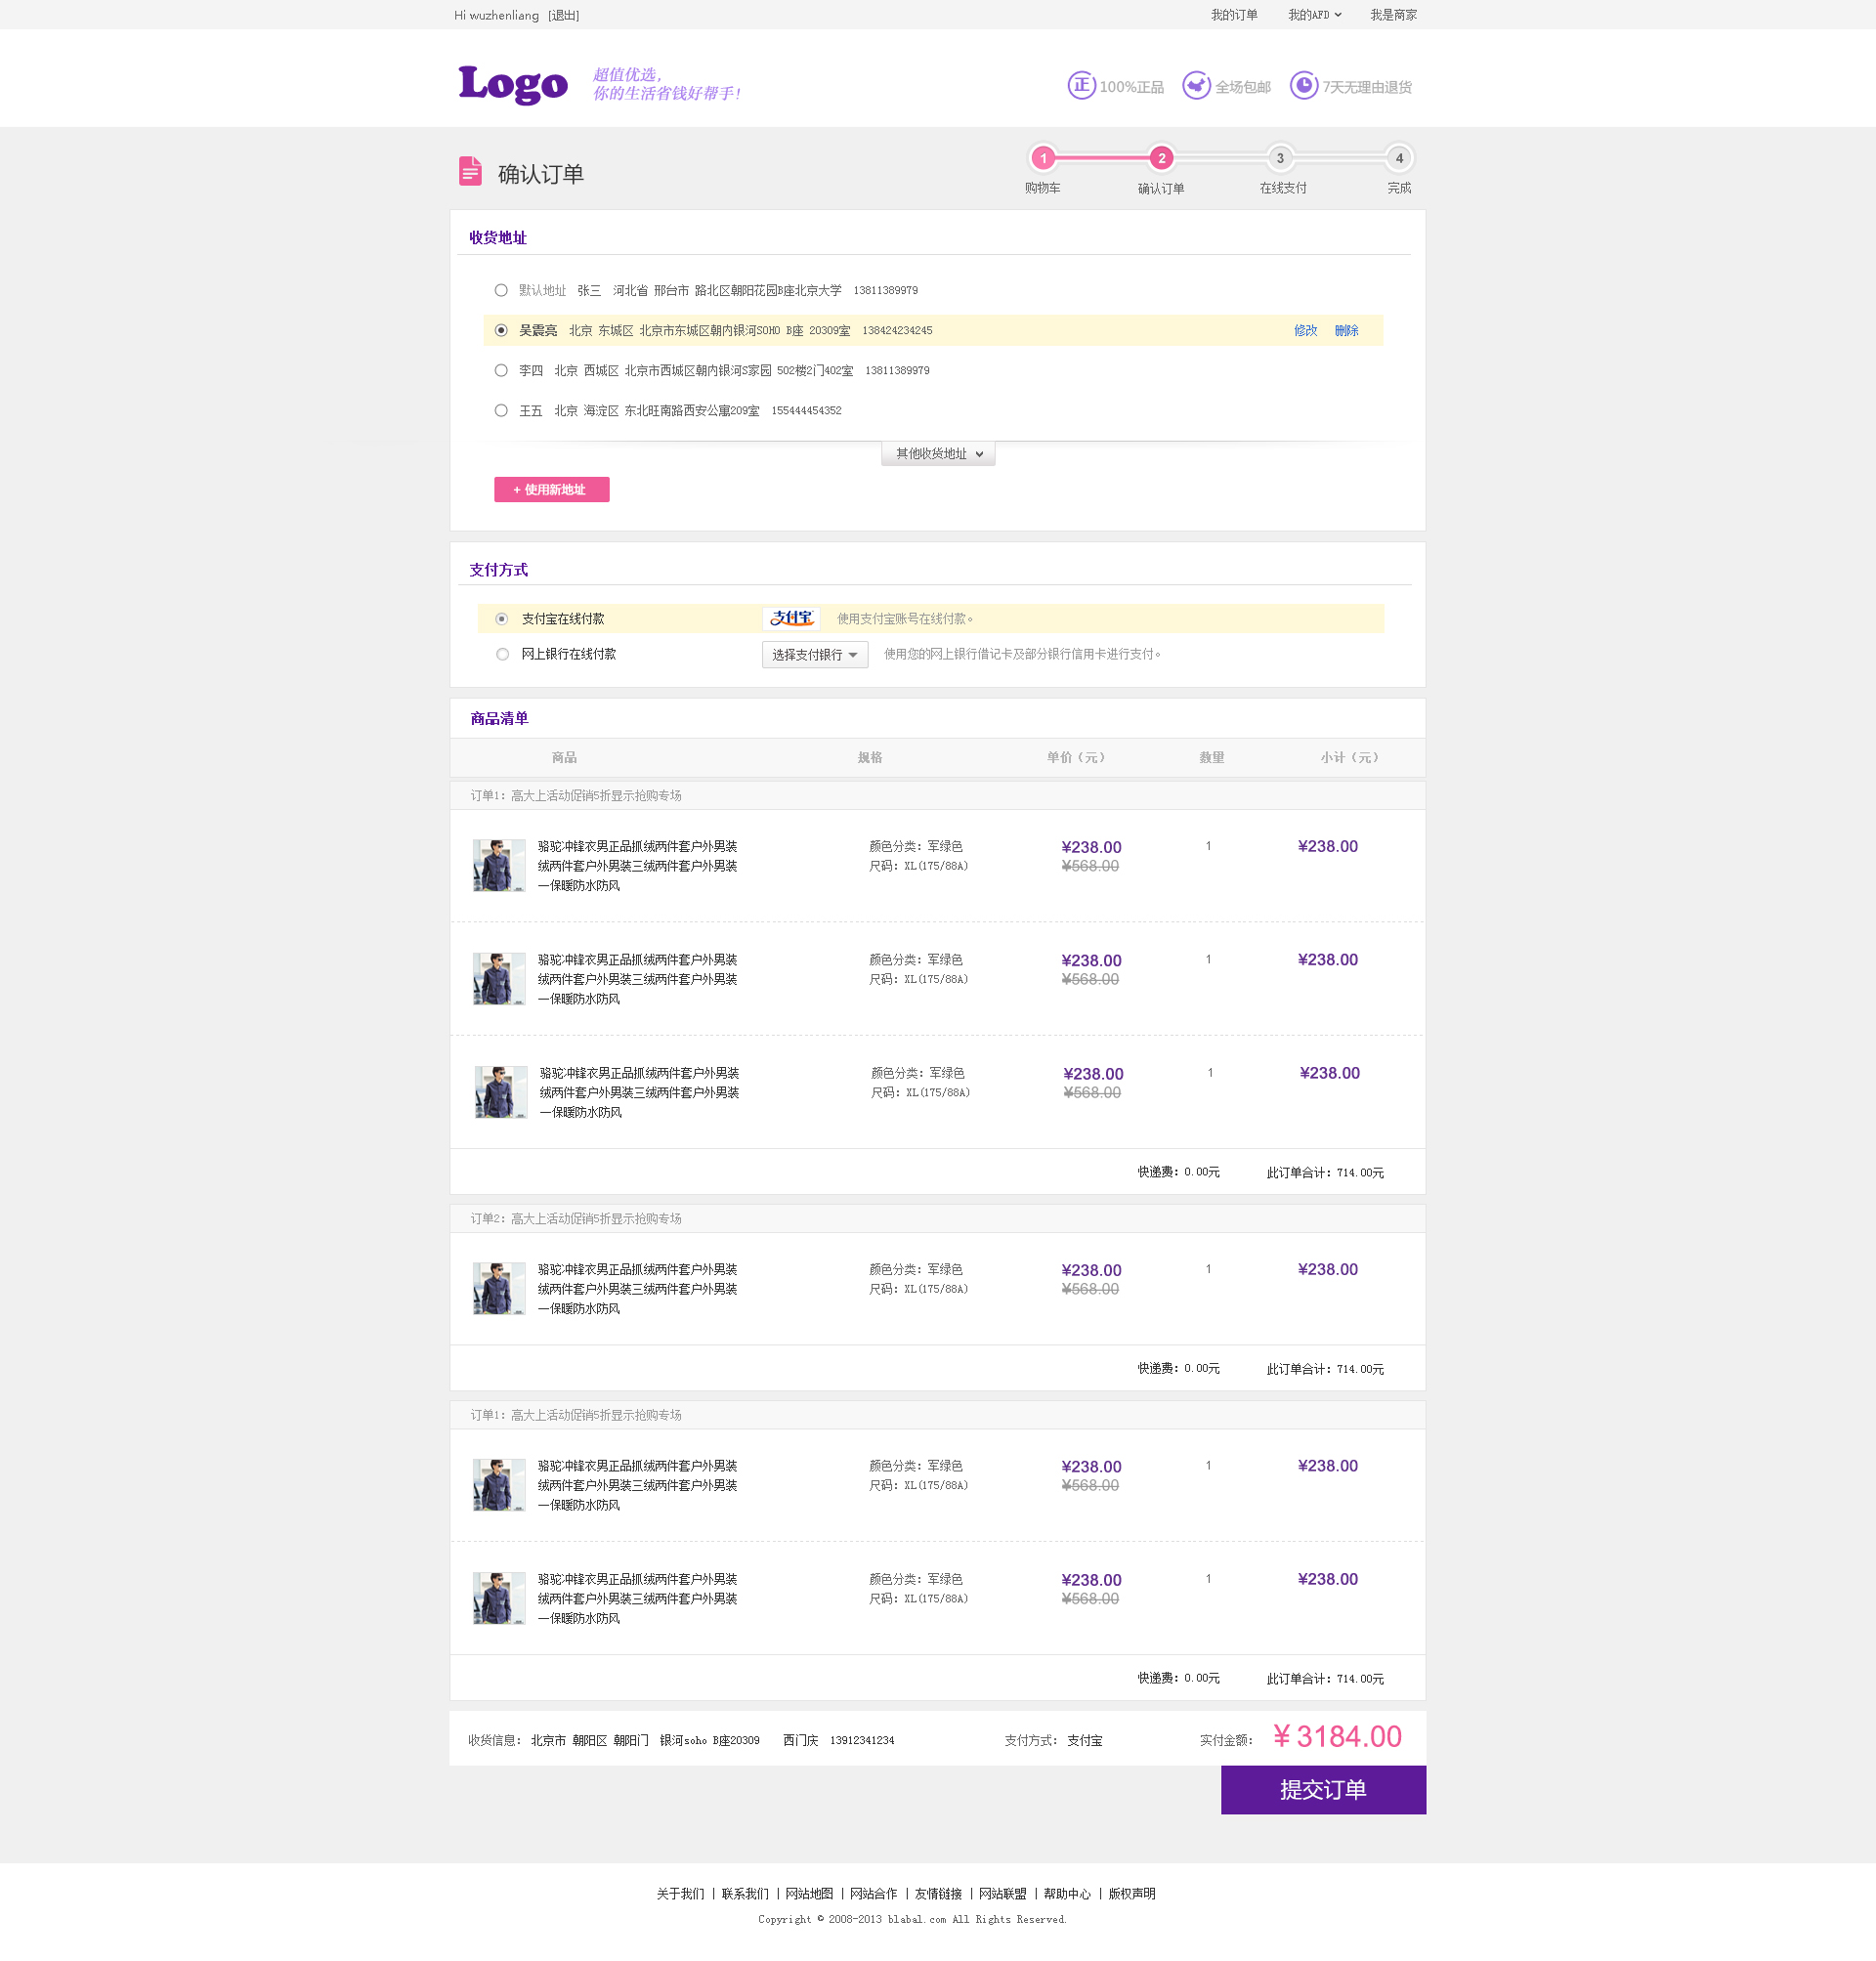 Hi wuzhenliang [退出]
我的订单 我的AFD 我是商家
Logo
超值优选，
你的生活省钱好帮手！
正 100%正品 全场包邮 7天无理由退货
确认订单
1 2 3 4
购物车 确认订单 在线支付 完成
收货地址
默认地址 张三 河北省 邢台市 路北区朝阳花园B座北京大学 13811389979
吴震亮 北京 东城区 北京市东城区朝内银河SOHO B座 20309室 138424234245 修改 删除
李四 北京 西城区 北京市西城区朝内银河S家园 502楼2门402室 13811389979
王五 北京 海淀区 东北旺南路西安公寓209室 155444454352
其他收货地址
+ 使用新地址
支付方式
支付宝在线付款 支付宝 使用支付宝账号在线付款。
网上银行在线付款 选择支付银行 使用您的网上银行借记卡及部分银行信用卡进行支付。
商品清单
商品 规格 单价（元） 数量 小计（元）
订单1：高大上活动促销5折显示抢购专场
骆驼冲锋衣男正品抓绒两件套户外男装 颜色分类：军绿色 ¥238.00 1 ¥238.00
绒两件套户外男装三绒两件套户外男装 尺码：XL(175/88A) ¥568.00
一保暖防水防风
骆驼冲锋衣男正品抓绒两件套户外男装 颜色分类：军绿色 ¥238.00 1 ¥238.00
绒两件套户外男装三绒两件套户外男装 尺码：XL(175/88A) ¥568.00
一保暖防水防风
骆驼冲锋衣男正品抓绒两件套户外男装 颜色分类：军绿色 ¥238.00 1 ¥238.00
绒两件套户外男装三绒两件套户外男装 尺码：XL(175/88A) ¥568.00
一保暖防水防风
快递费：0.00元 此订单合计：714.00元
订单2：高大上活动促销5折显示抢购专场
骆驼冲锋衣男正品抓绒两件套户外男装 颜色分类：军绿色 ¥238.00 1 ¥238.00
绒两件套户外男装三绒两件套户外男装 尺码：XL(175/88A) ¥568.00
一保暖防水防风
快递费：0.00元 此订单合计：714.00元
订单1：高大上活动促销5折显示抢购专场
骆驼冲锋衣男正品抓绒两件套户外男装 颜色分类：军绿色 ¥238.00 1 ¥238.00
绒两件套户外男装三绒两件套户外男装 尺码：XL(175/88A) ¥568.00
一保暖防水防风
骆驼冲锋衣男正品抓绒两件套户外男装 颜色分类：军绿色 ¥238.00 1 ¥238.00
绒两件套户外男装三绒两件套户外男装 尺码：XL(175/88A) ¥568.00
一保暖防水防风
快递费：0.00元 此订单合计：714.00元
收货信息： 北京市 朝阳区 朝阳门 银河soho B座20309 西门庆 13912341234 支付方式： 支付宝 实付金额： ￥3184.00
提交订单
关于我们 | 联系我们 | 网站地图 | 网站合作 | 友情链接 | 网站联盟 | 帮助中心 | 版权声明
Copyright © 2008-2013 blabal.com All Rights Reserved.